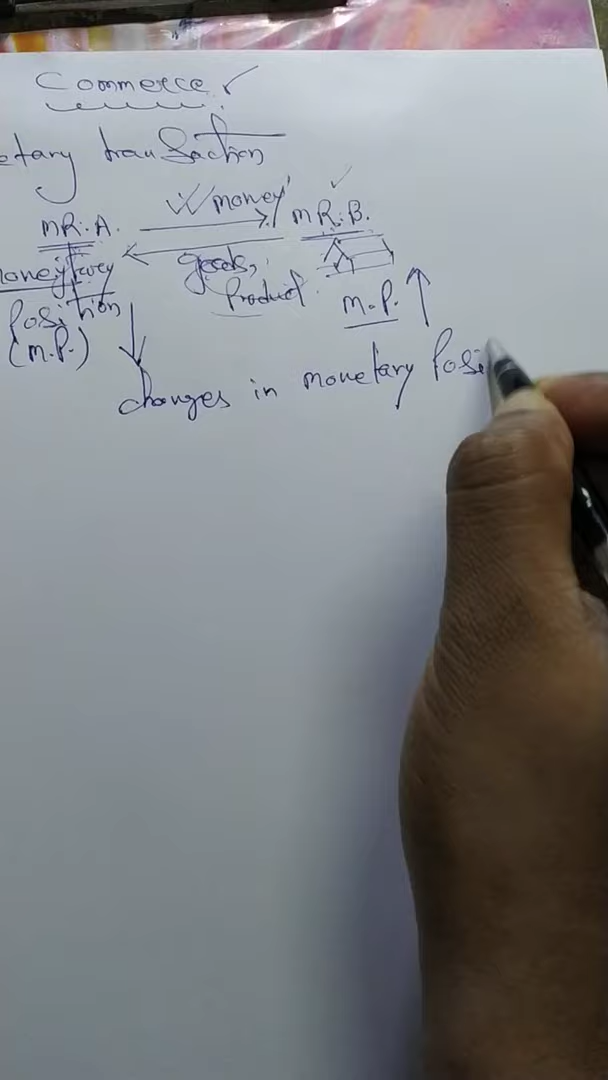 Commerce
etary transaction
MR. A. money MR. B.
goods,
Product
monetary
Position
(M.P.)
M.P.
changes in monetary Posi